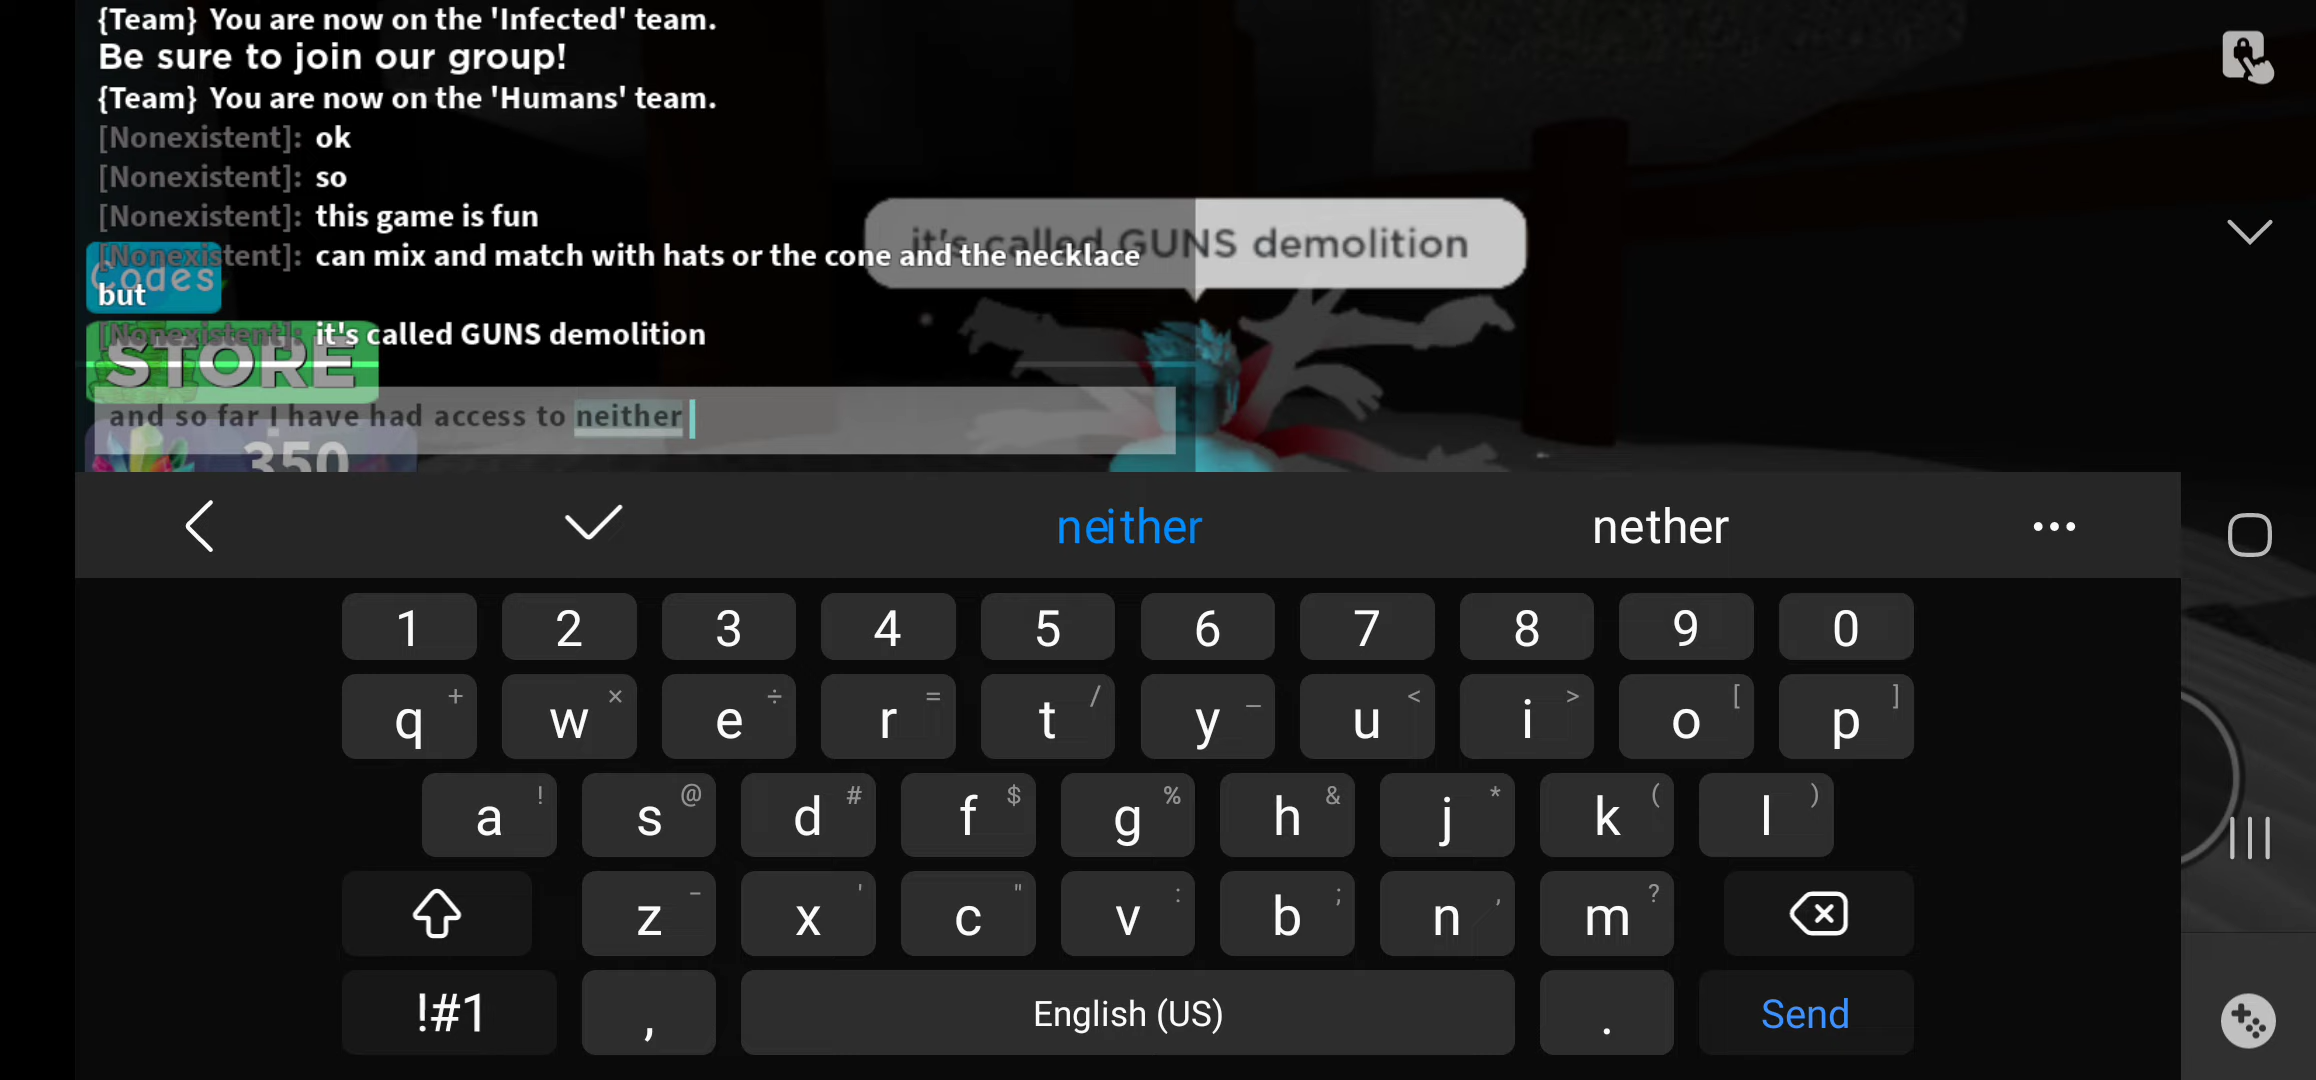 {Team} You are now on the 'Infected' team.
Be sure to join our group!
{Team} You are now on the 'Humans' team.
[Nonexistent]: ok
[Nonexistent]: so
[Nonexistent]: this game is fun
it's called GUNS demolition
[Nonexistent]: can mix and match with hats or the cone and the necklace
but
Codes
[Nonexistent]: it's called GUNS demolition
STORE
and so far I have had access to neither
350
neither nether
1 2 3 4 5 6 7 8 9 0
q + w × e ÷ r = t / y _ u < i > o [ p ]
a ! s @ d # f $ g % h & j * k ( l )
z - x ' c " v : b ; n , m ?
!#1 , English (US) . Send